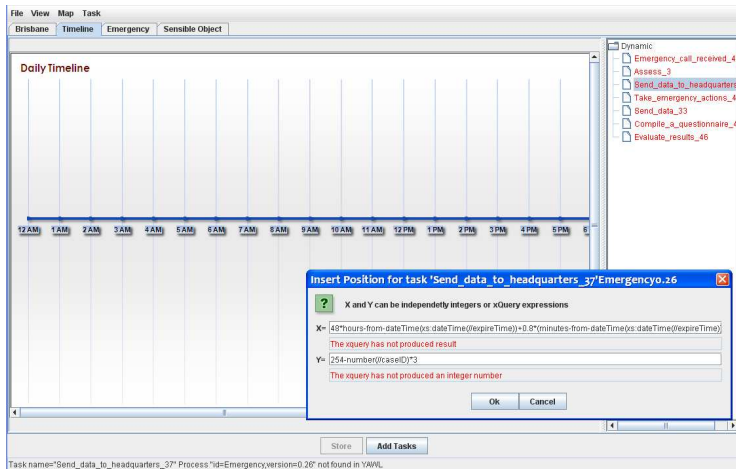 File View Map Task
Brisbane Timeline Emergency Sensible Object
Daily Timeline
12 AM 1 AM 2 AM 3 AM 4 AM 5 AM 6 AM 7 AM 8 AM 9 AM 10 AM 11 AM 12 PM 1 PM 2 PM 3 PM 4 PM 5 PM 6
Dynamic
Emergency_call_received_4
Assess_3
Send_data_to_headquarters
Take_emergency_actions_4
Send_data_33
Compile_a_questionnaire_4
Evaluate_results_46
Insert Position for task 'Send_data_to_headquarters_37'Emergency0.26
? X and Y can be independetly integers or xQuery expressions
X= 48*hours-from-dateTime(xs:dateTime(//expireTime))+0.8*(minutes-from-dateTime(xs:dateTime(//expireTime))
The xquery has not produced result
Y= 254-number(//caseID)*3
The xquery has not produced an integer number
Ok Cancel
Store Add Tasks
Task name="Send_data_to_headquarters_37" Process "id=Emergency,version=0.26" not found in YAWL